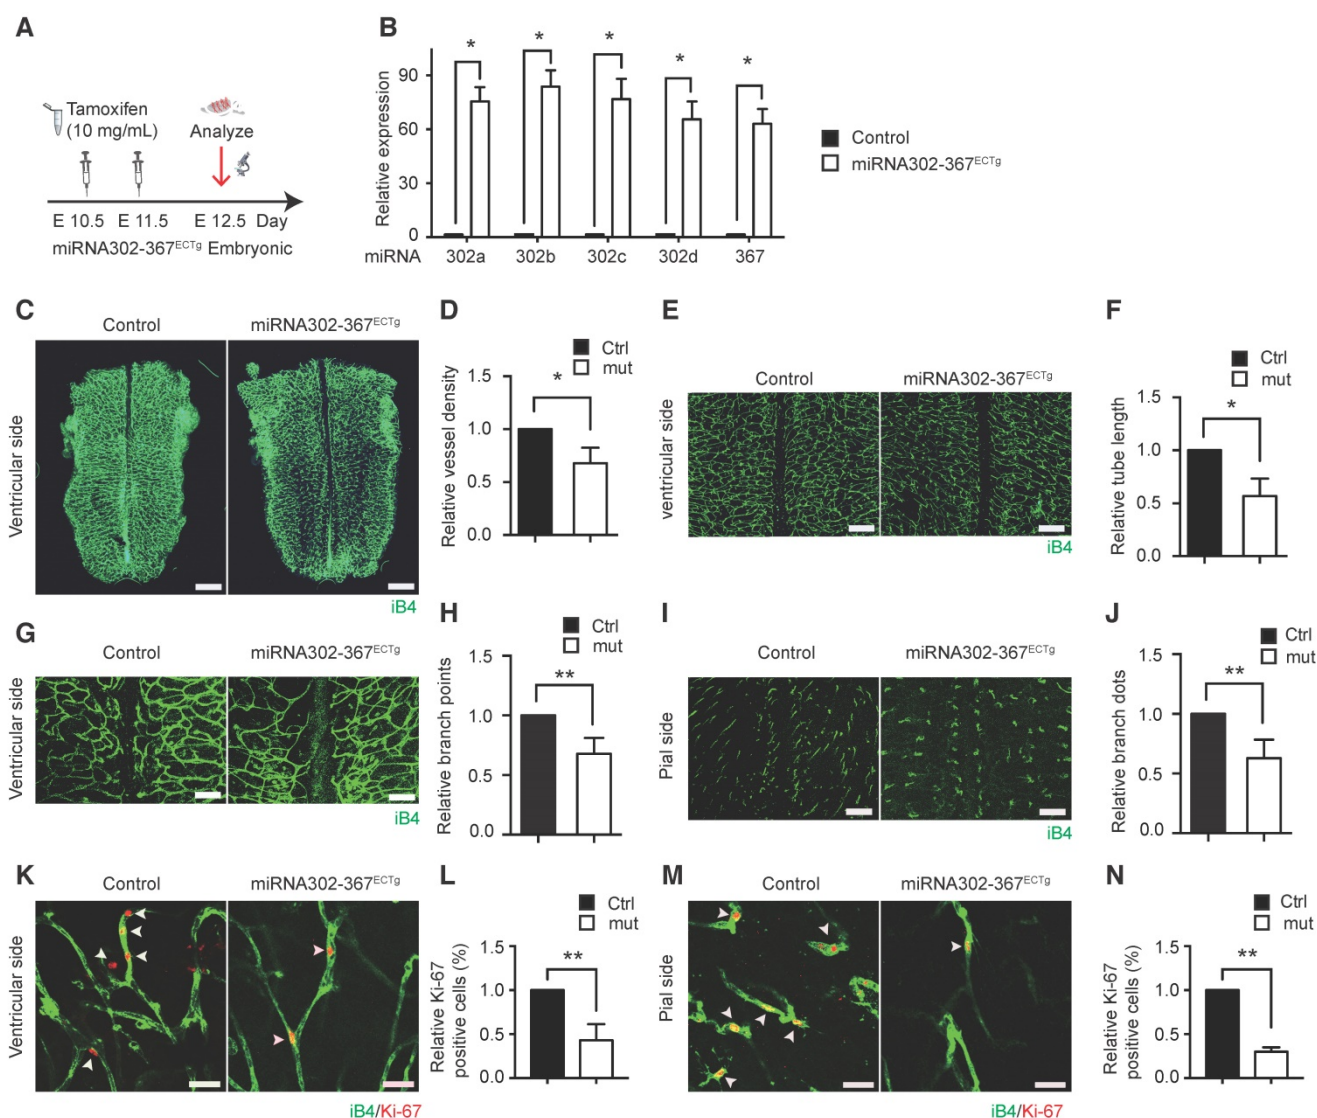 A
Tamoxifen
(10 mg/mL)
Analyze
E 10.5 E 11.5 E 12.5 Day
miRNA302-367ECTg Embryonic
B
Relative expression
90
60
30
0
* * * * *
miRNA 302a 302b 302c 302d 367
Control
miRNA302-367ECTg
C
Control miRNA302-367ECTg
Ventricular side
iB4
D
Ctrl
mut
Relative vessel density
1.5
1.0
0.5
0.0
*
E
Control miRNA302-367ECTg
ventricular side
iB4
F
Ctrl
mut
Relative tube length
1.5
1.0
0.5
0.0
*
G
Control miRNA302-367ECTg
Ventricular side
iB4
H
Ctrl
mut
Relative branch points
1.5
1.0
0.5
0.0
**
I
Control miRNA302-367ECTg
Pial side
iB4
J
Ctrl
mut
Relative branch dots
1.5
1.0
0.5
0.0
**
K
Control miRNA302-367ECTg
Ventricular side
iB4/Ki-67
L
Ctrl
mut
Relative Ki-67
positive cells (%)
1.5
1.0
0.5
0.0
**
M
Control miRNA302-367ECTg
Pial side
iB4/Ki-67
N
Ctrl
mut
Relative Ki-67
positive cells (%)
1.5
1.0
0.5
0.0
**